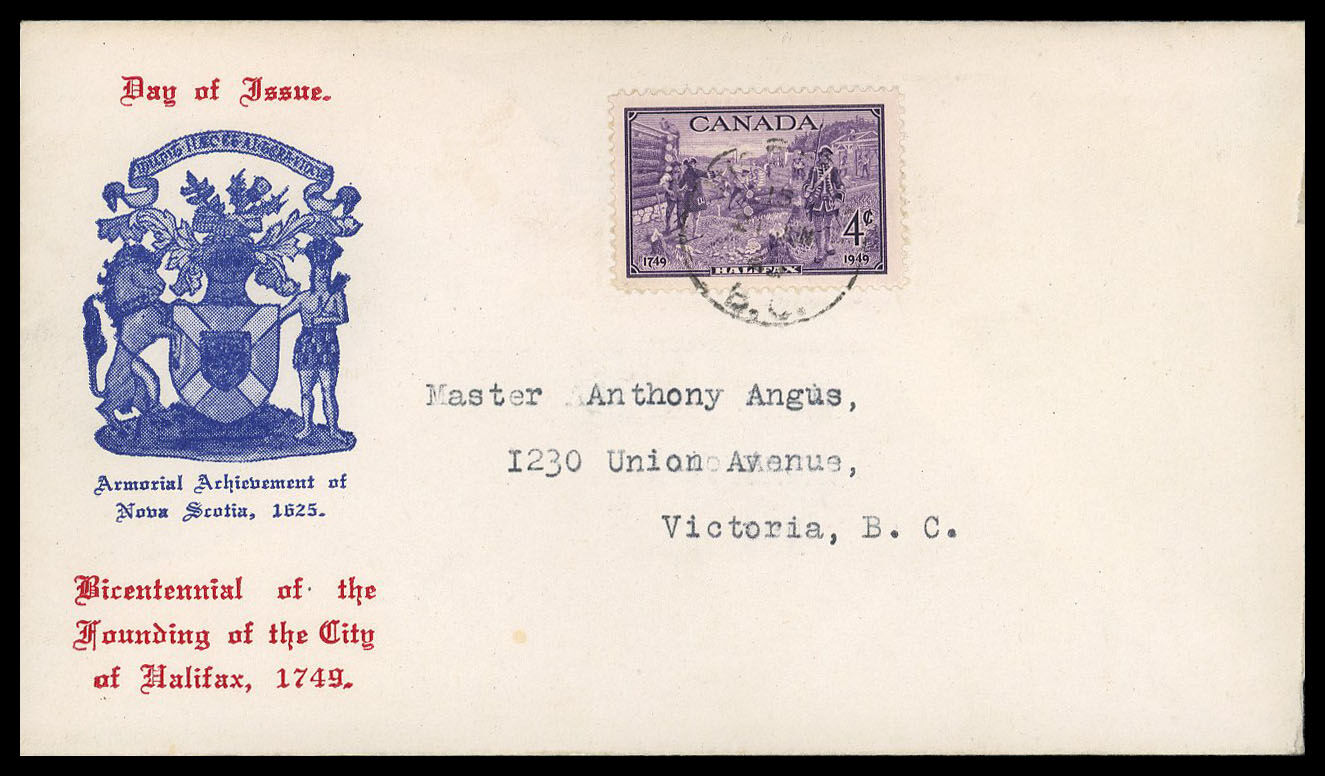 Day of Issue.
Armorial Achievement of
Nova Scotia, 1625.
Bicentennial of the
Founding of the City
of Halifax, 1749.
CANADA
4¢
1749
HALIFAX
1949
B.C.
Master Anthony Angus,
1230 Union Avenue,
Victoria, B. C.